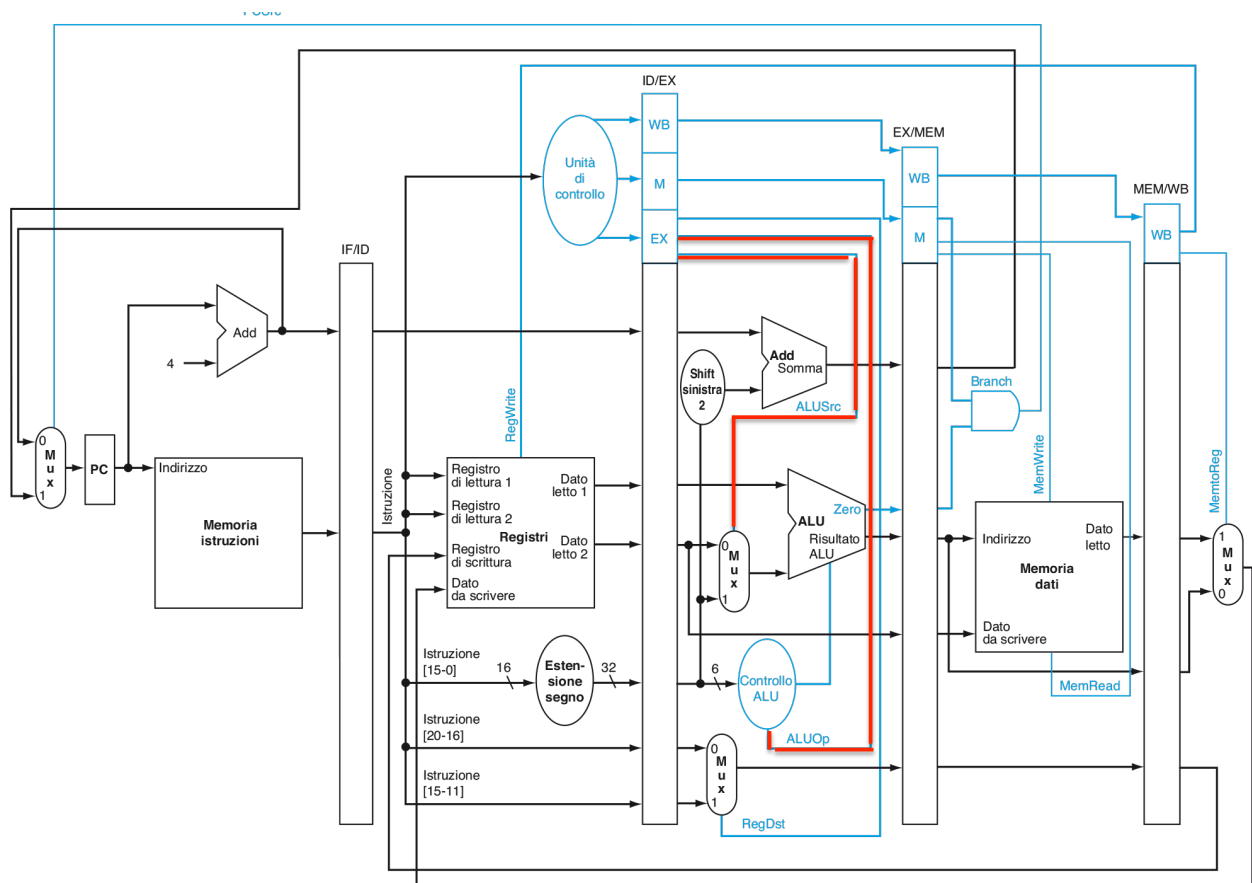 PCSrc
ID/EX
WB
EX/MEM
Unità
di
controllo
M
WB
MEM/WB
IF/ID
EX
M
WB
Add
4
Add
Somma
Shift
sinistra
2
Branch
ALUSrc
RegWrite
MemWrite
MemtoReg
0
Mux
1
PC
Indirizzo
Memoria
istruzioni
Istruzione
Registro
di lettura 1
Registro
di lettura 2
Registri
Registro
di scrittura
Dato
da scrivere
Dato
letto 1
Dato
letto 2
0
Mux
1
ALU
Zero
Risultato
ALU
Indirizzo
Dato
letto
Memoria
dati
Dato
da scrivere
1
Mux
0
Istruzione
[15-0]
16
Esten-
sione
segno
32
6
Controllo
ALU
MemRead
Istruzione
[20-16]
ALUOp
0
Mux
1
Istruzione
[15-11]
RegDst